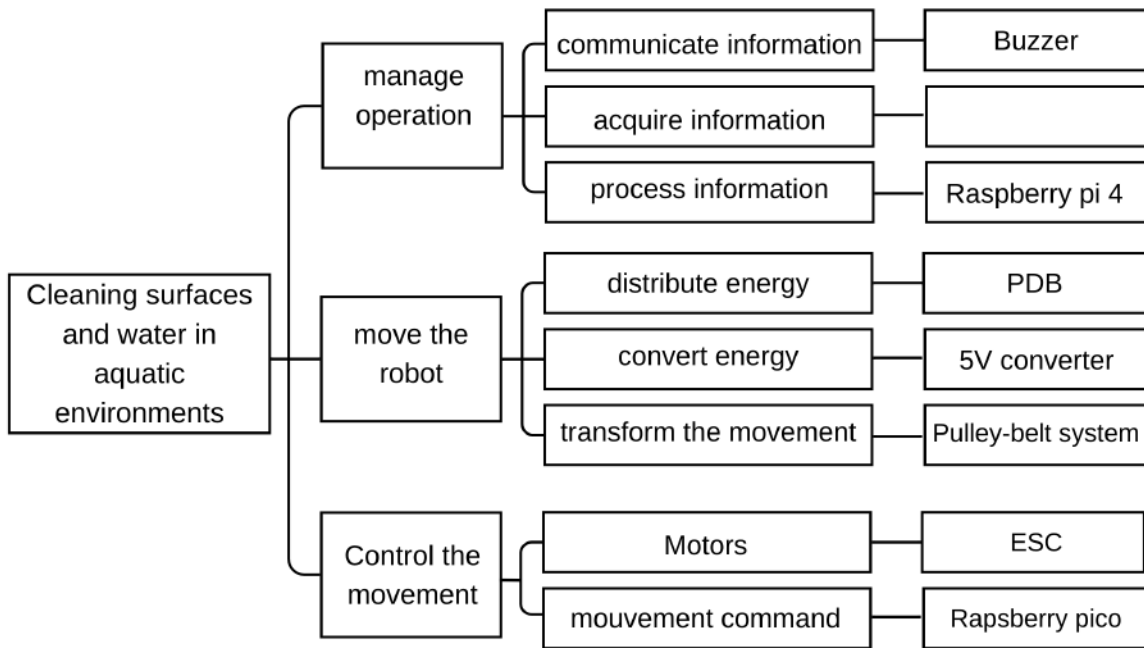 communicate information
Buzzer
manage
operation
acquire information
process information
Raspberry pi 4
Cleaning surfaces
and water in
aquatic
environments
move the
robot
distribute energy
PDB
convert energy
5V converter
transform the movement
Pulley-belt system
Control the
movement
Motors
ESC
mouvement command
Rapsberry pico